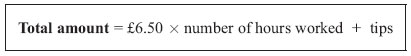 Total amount = £6.50 × number of hours worked + tips